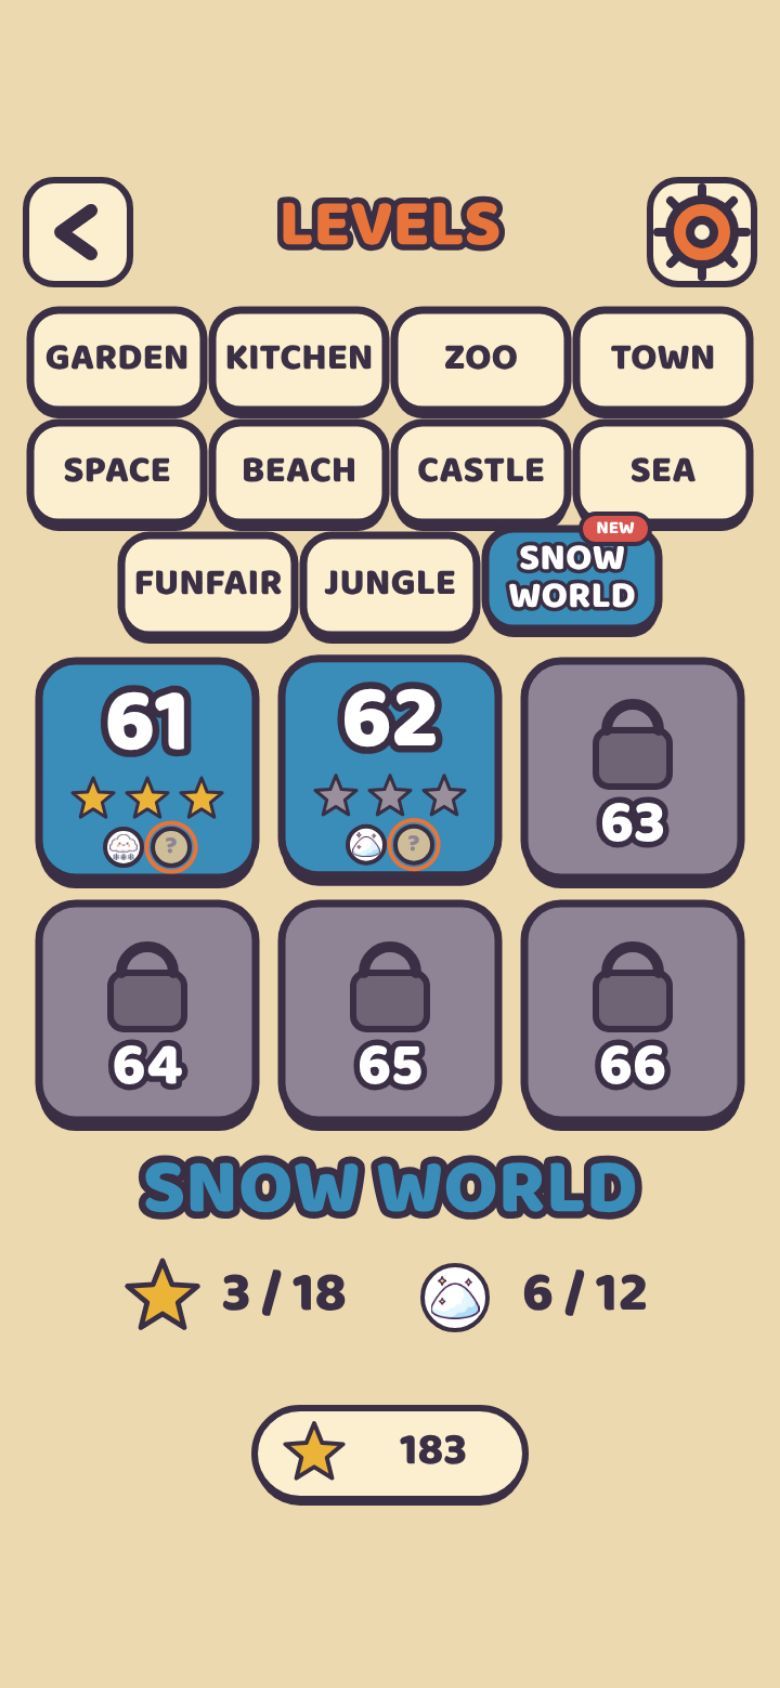 LEVELS
GARDEN KITCHEN ZOO TOWN
SPACE BEACH CASTLE SEA
NEW
FUNFAIR JUNGLE SNOW WORLD
61 62 63
? ?
64 65 66
SNOW WORLD
3 / 18 6 / 12
183